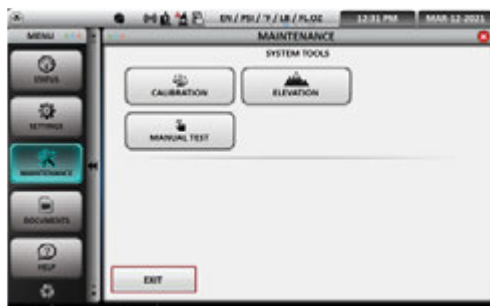 EN / PSI / °F / LB / FL.OZ 12:31 PM MAR-12-2021
MENU
MAINTENANCE
SYSTEM TOOLS
STATUS
CALIBRATION
ELEVATION
SETTINGS
MANUAL TEST
MAINTENANCE
DOCUMENTS
HELP
EXIT